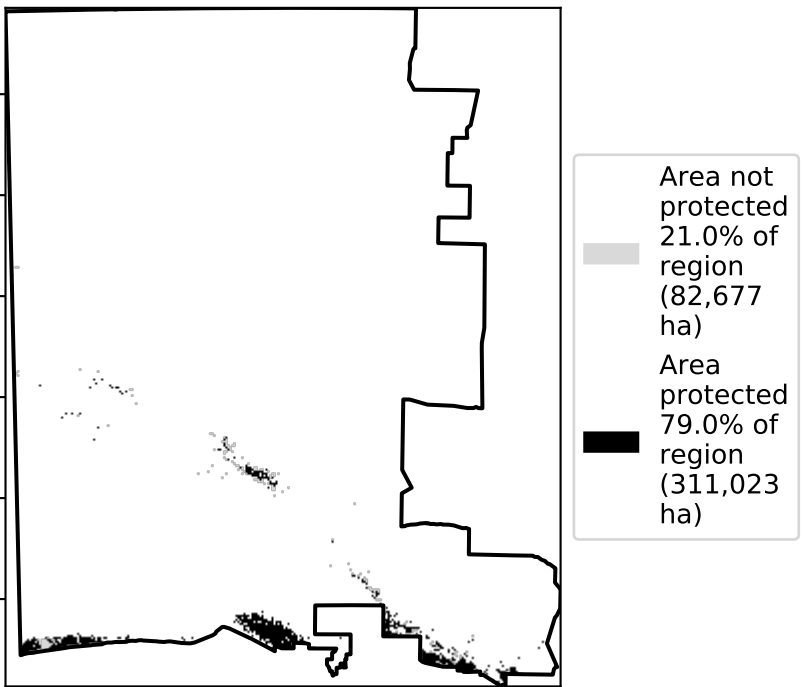 Area not
protected
21.0% of
region
(82,677
ha)
Area
protected
79.0% of
region
(311,023
ha)